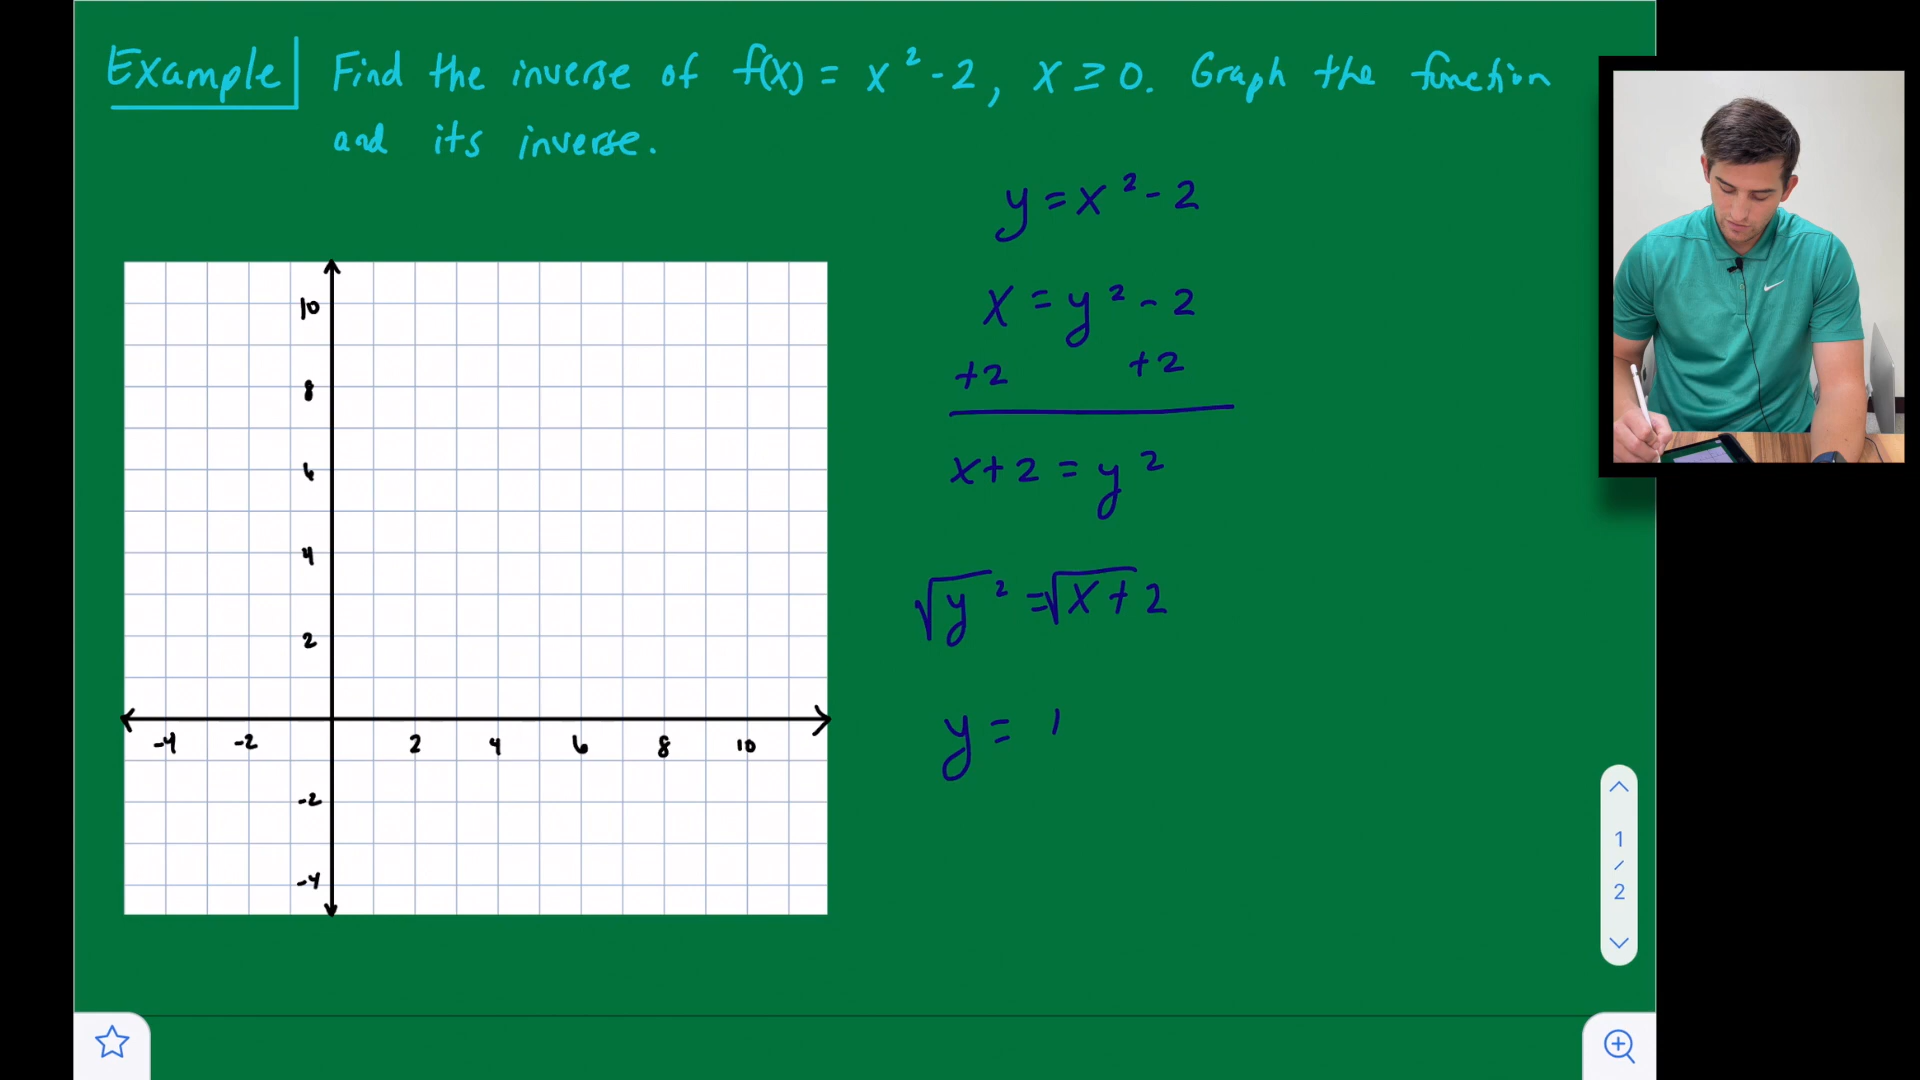 Example Find the inverse of f(x) = x² - 2, x ≥ 0. Graph the function
and its inverse.
y = x² - 2
x = y² - 2
+2 +2
x + 2 = y²
√y² = √x + 2
y =
10
8
6
4
2
-4 -2 2 4 6 8 10
-2
-4
1
/
2